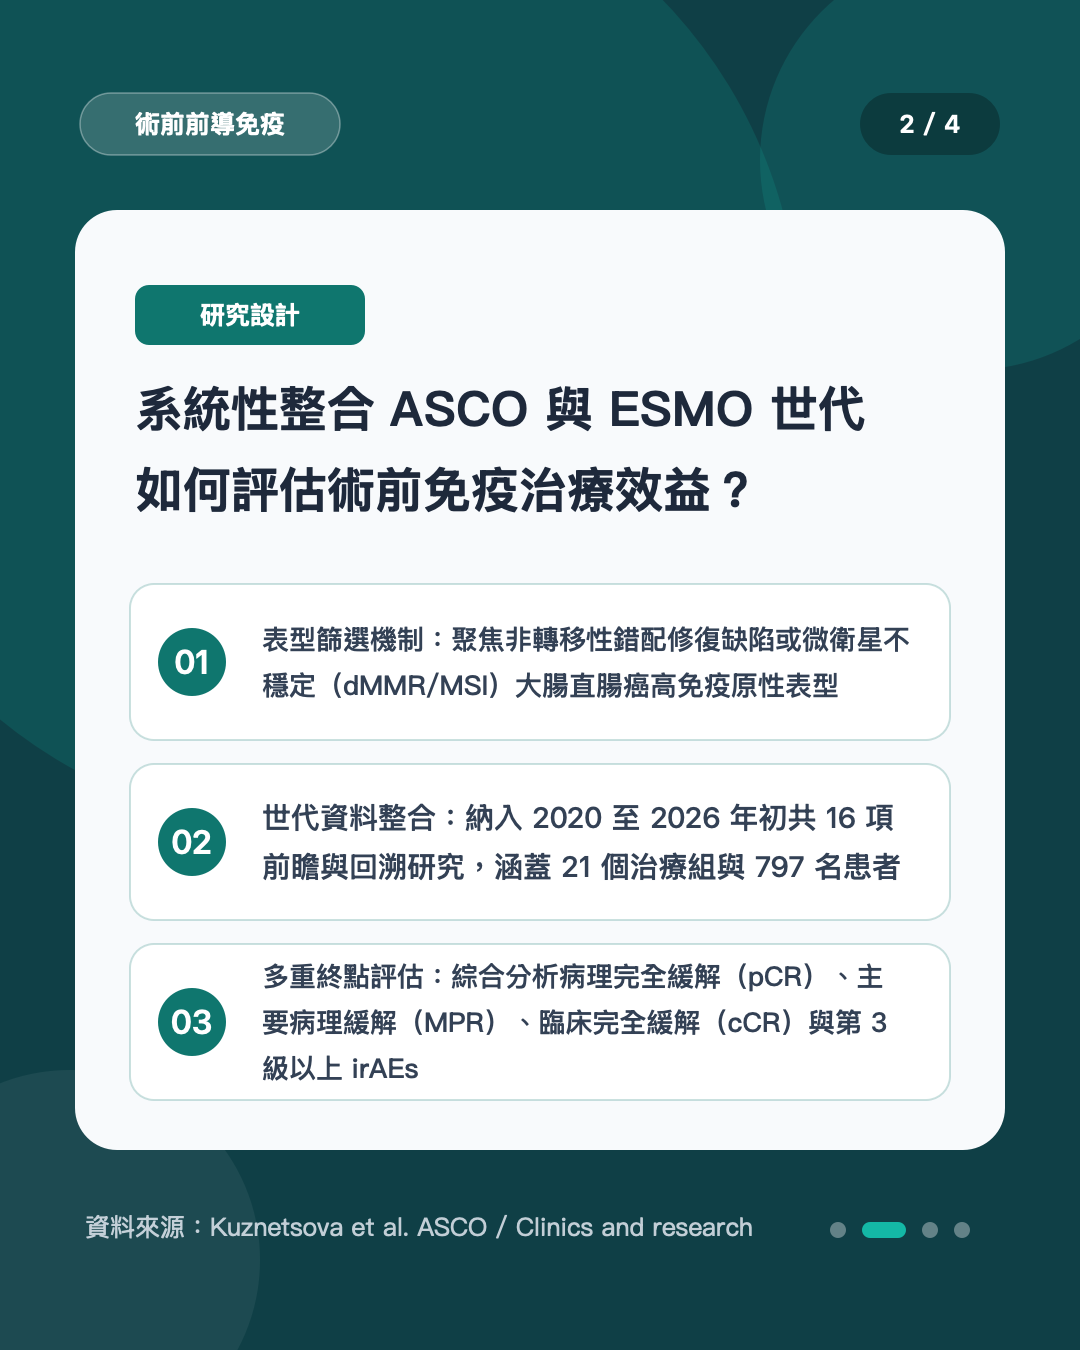 術前前導免疫
2 / 4
研究設計
系統性整合 ASCO 與 ESMO 世代
如何評估術前免疫治療效益？
01
表型篩選機制：聚焦非轉移性錯配修復缺陷或微衛星不
穩定（dMMR/MSI）大腸直腸癌高免疫原性表型
02
世代資料整合：納入 2020 至 2026 年初共 16 項
前瞻與回溯研究，涵蓋 21 個治療組與 797 名患者
03
多重終點評估：綜合分析病理完全緩解（pCR）、主
要病理緩解（MPR）、臨床完全緩解（cCR）與第 3
級以上 irAEs
資料來源：Kuznetsova et al. ASCO / Clinics and research